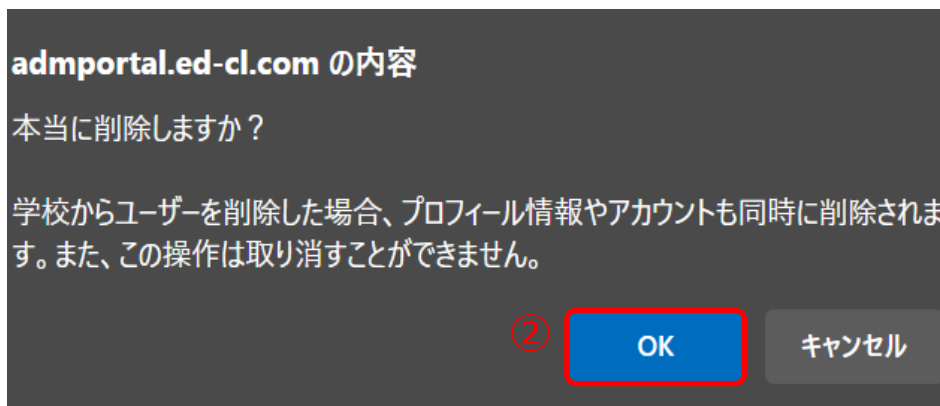 admportal.ed-cl.com の内容
本当に削除しますか？
学校からユーザーを削除した場合、プロフィール情報やアカウントも同時に削除されま
す。また、この操作は取り消すことができません。
② OK キャンセル